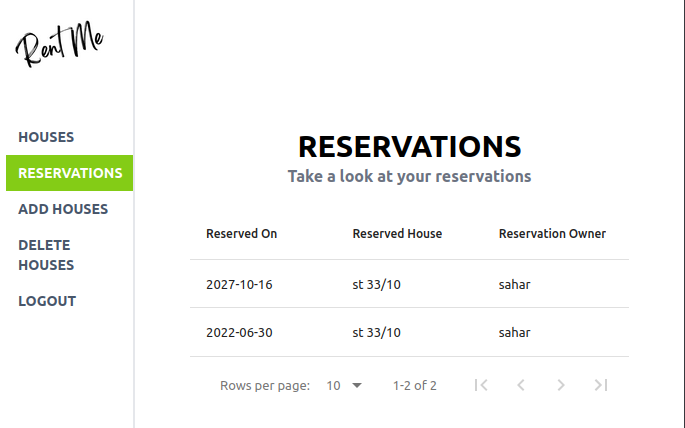 Rent Me
HOUSES
RESERVATIONS
ADD HOUSES
DELETE
HOUSES
LOGOUT
RESERVATIONS
Take a look at your reservations
Reserved On Reserved House Reservation Owner
2027-10-16 st 33/10 sahar
2022-06-30 st 33/10 sahar
Rows per page: 10 1-2 of 2